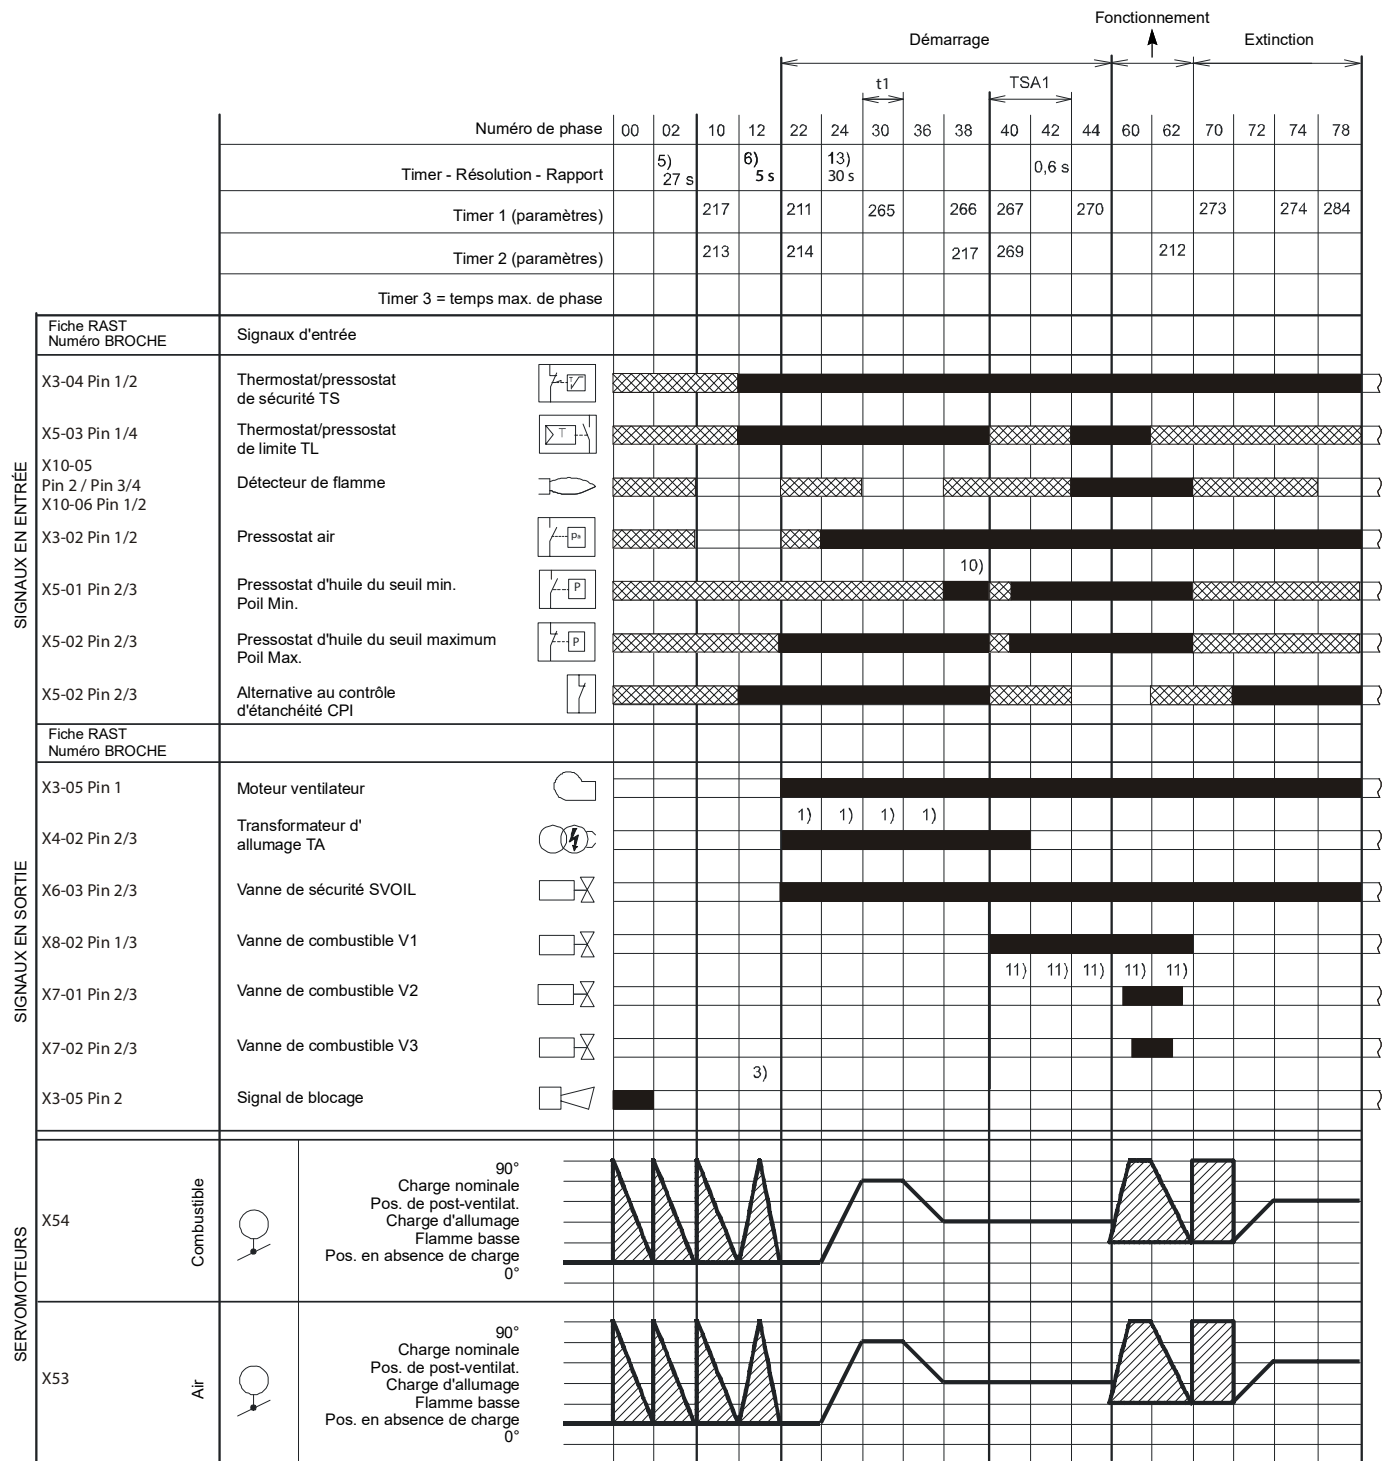 Fonctionnement
Démarrage
Extinction
t1
TSA1
Numéro de phase 00 02 10 12 22 24 30 36 38 40 42 44 60 62 70 72 74 78
5) 6) 13)
Timer - Résolution - Rapport 27 s 5 s 30 s 0,6 s
Timer 1 (paramètres) 217 211 265 266 267 270 273 274 284
Timer 2 (paramètres) 213 214 217 269 212
Timer 3 = temps max. de phase
SIGNAUX EN ENTRÉE
Fiche RAST
Numéro BROCHE
Signaux d'entrée
X3-04 Pin 1/2
Thermostat/pressostat
de sécurité TS
T
X5-03 Pin 1/4
Thermostat/pressostat
de limite TL
T
X10-05
Pin 2 / Pin 3/4
X10-06 Pin 1/2
Détecteur de flamme
X3-02 Pin 1/2
Pressostat air
Pa
10)
X5-01 Pin 2/3
Pressostat d'huile du seuil min.
Poil Min.
P
X5-02 Pin 2/3
Pressostat d'huile du seuil maximum
Poil Max.
P
X5-02 Pin 2/3
Alternative au contrôle
d'étanchéité CPI
SIGNAUX EN SORTIE
Fiche RAST
Numéro BROCHE
X3-05 Pin 1
Moteur ventilateur
1) 1) 1) 1)
X4-02 Pin 2/3
Transformateur d'
allumage TA
X6-03 Pin 2/3
Vanne de sécurité SVOIL
X8-02 Pin 1/3
Vanne de combustible V1
11) 11) 11) 11) 11)
X7-01 Pin 2/3
Vanne de combustible V2
X7-02 Pin 2/3
Vanne de combustible V3
3)
X3-05 Pin 2
Signal de blocage
SERVOMOTEURS
X54
Combustible
90°
Charge nominale
Pos. de post-ventilat.
Charge d'allumage
Flamme basse
Pos. en absence de charge
0°
X53
Air
90°
Charge nominale
Pos. de post-ventilat.
Charge d'allumage
Flamme basse
Pos. en absence de charge
0°